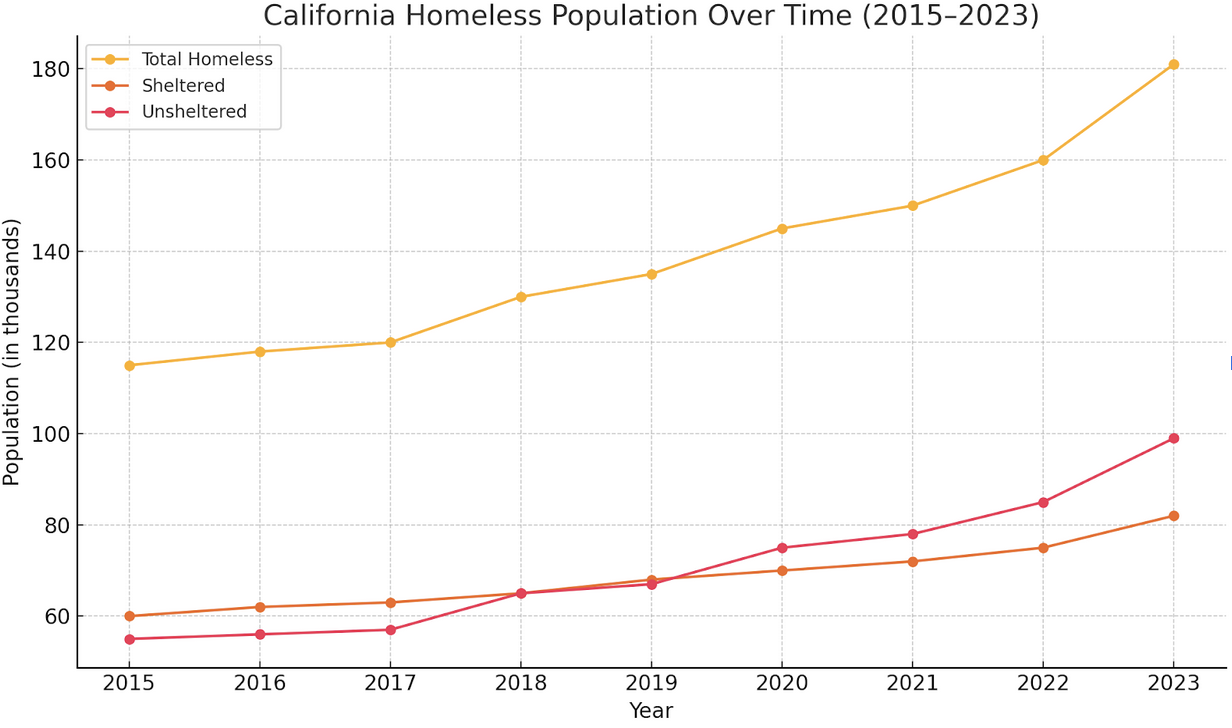 California Homeless Population Over Time (2015–2023)
Total Homeless
Sheltered
Unsheltered
Population (in thousands)
180
160
140
120
100
80
60
2015 2016 2017 2018 2019 2020 2021 2022 2023
Year